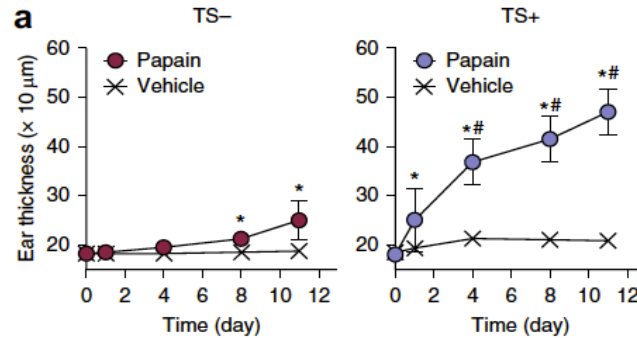 a
TS−
TS+
Ear thickness (× 10 μm)
60
50
40
30
20
Papain
Vehicle
*
*
0 2 4 6 8 10 12
Time (day)
60
50
40
30
20
Papain
Vehicle
*
*#
*#
*#
0 2 4 6 8 10 12
Time (day)